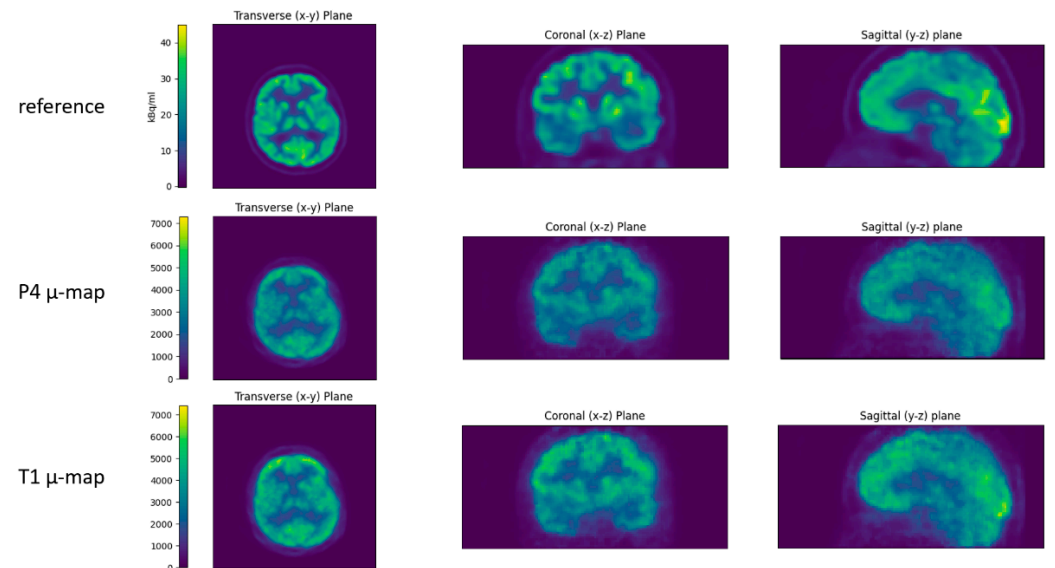 Transverse (x-y) Plane
Coronal (x-z) Plane
Sagittal (y-z) plane
reference
40
30
20
10
0
kBq/ml
Transverse (x-y) Plane
Coronal (x-z) Plane
Sagittal (y-z) plane
P4 μ-map
7000
6000
5000
4000
3000
2000
1000
0
Transverse (x-y) Plane
Coronal (x-z) Plane
Sagittal (y-z) plane
T1 μ-map
7000
6000
5000
4000
3000
2000
1000
0